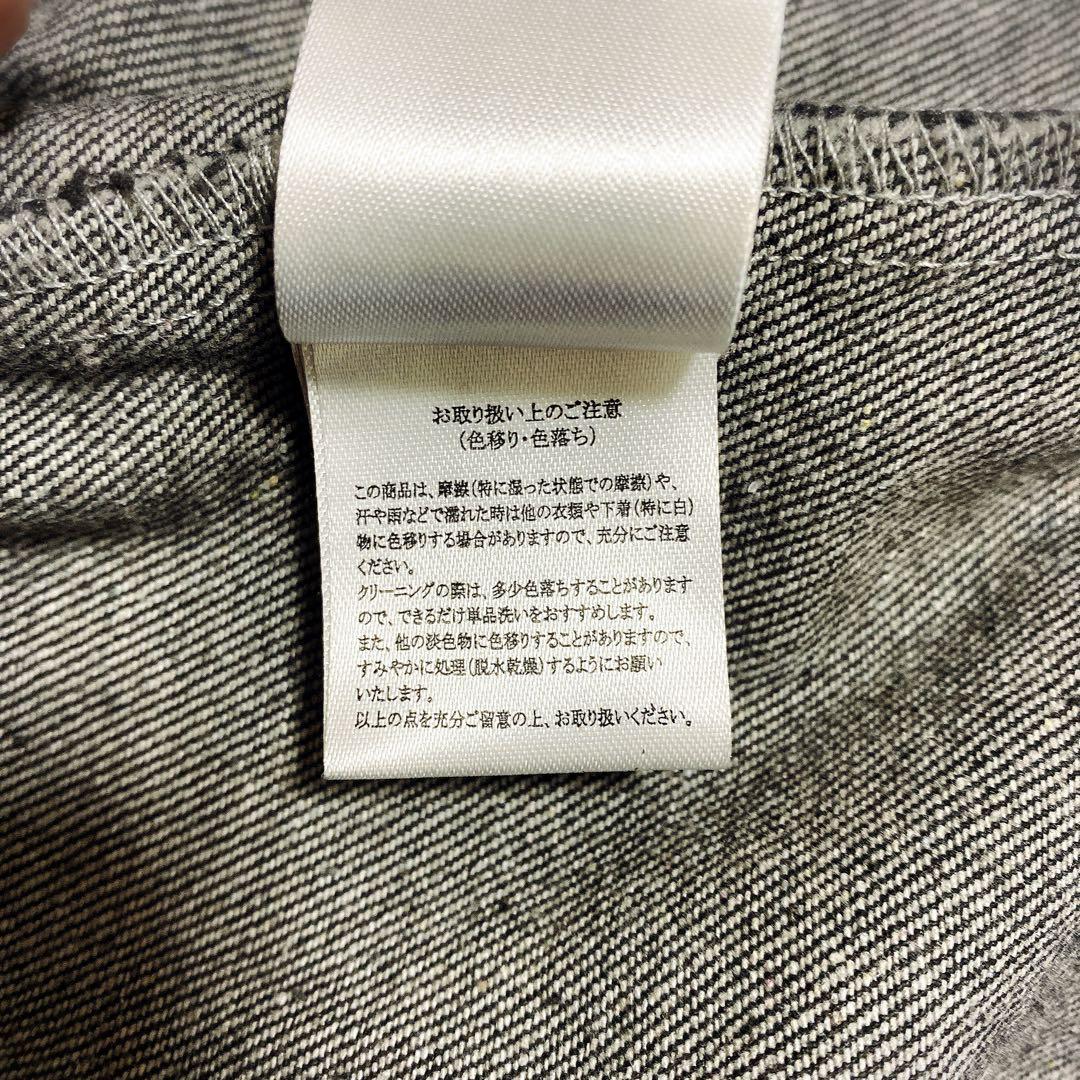 お取り扱い上のご注意
(色移り・色落ち)
この商品は、摩擦(特に湿った状態での摩擦)や、
汗や雨などで濡れた時は他の衣類や下着(特に白)
物に色移りする場合がありますので、充分にご注意
ください。
クリーニングの際は、多少色落ちすることがあります
ので、できるだけ単品洗いをおすすめします。
また、他の淡色物に色移りすることがありますので、
すみやかに処理(脱水乾燥)するようにお願い
いたします。
以上の点を充分ご留意の上、お取り扱いください。